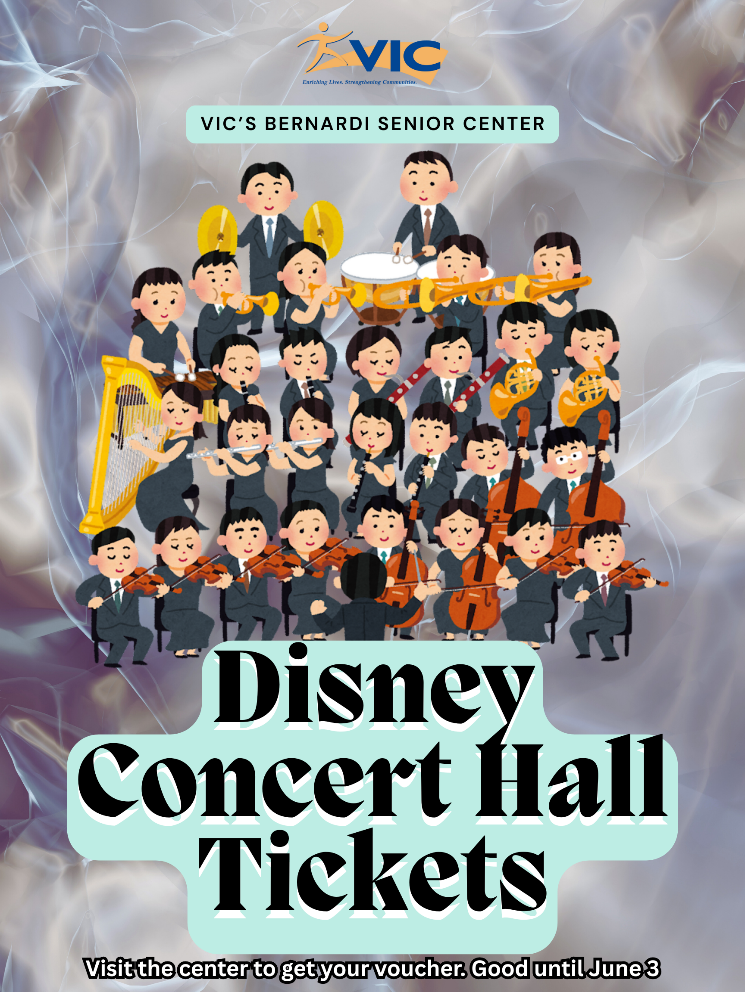 VIC
Enriching Lives. Strengthening Communities
VIC'S BERNARDI SENIOR CENTER
Disney
Concert Hall
Tickets
Visit the center to get your voucher. Good until June 3